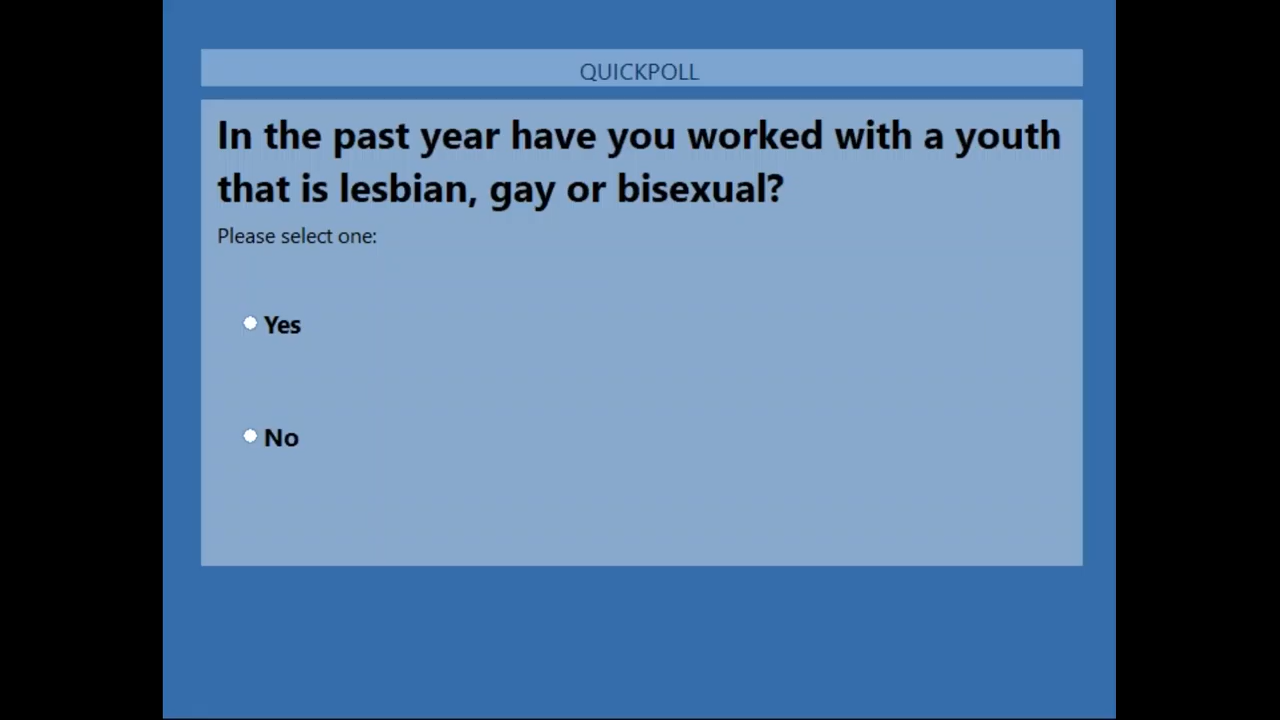 QUICKPOLL
In the past year have you worked with a youth
that is lesbian, gay or bisexual?
Please select one:
Yes
No